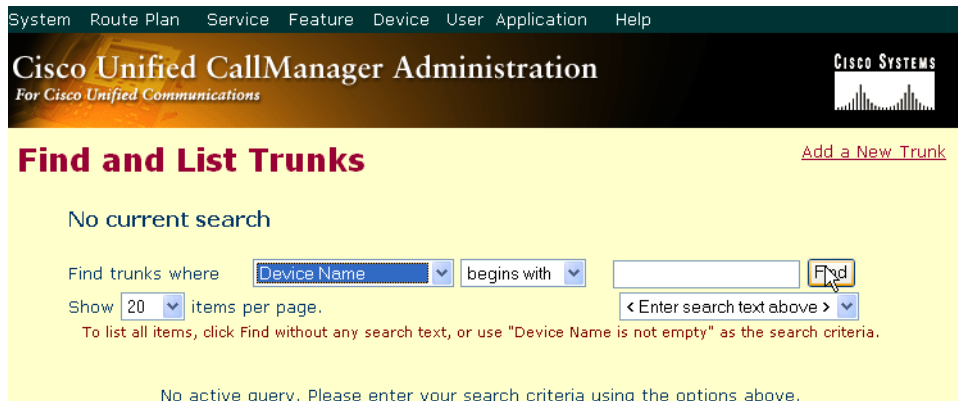 System Route Plan Service Feature Device User Application Help
Cisco Unified CallManager Administration
For Cisco Unified Communications
CISCO SYSTEMS
Find and List Trunks
Add a New Trunk
No current search
Find trunks where Device Name begins with Find
Show 20 items per page. < Enter search text above >
To list all items, click Find without any search text, or use "Device Name is not empty" as the search criteria.
No active query. Please enter your search criteria using the options above.